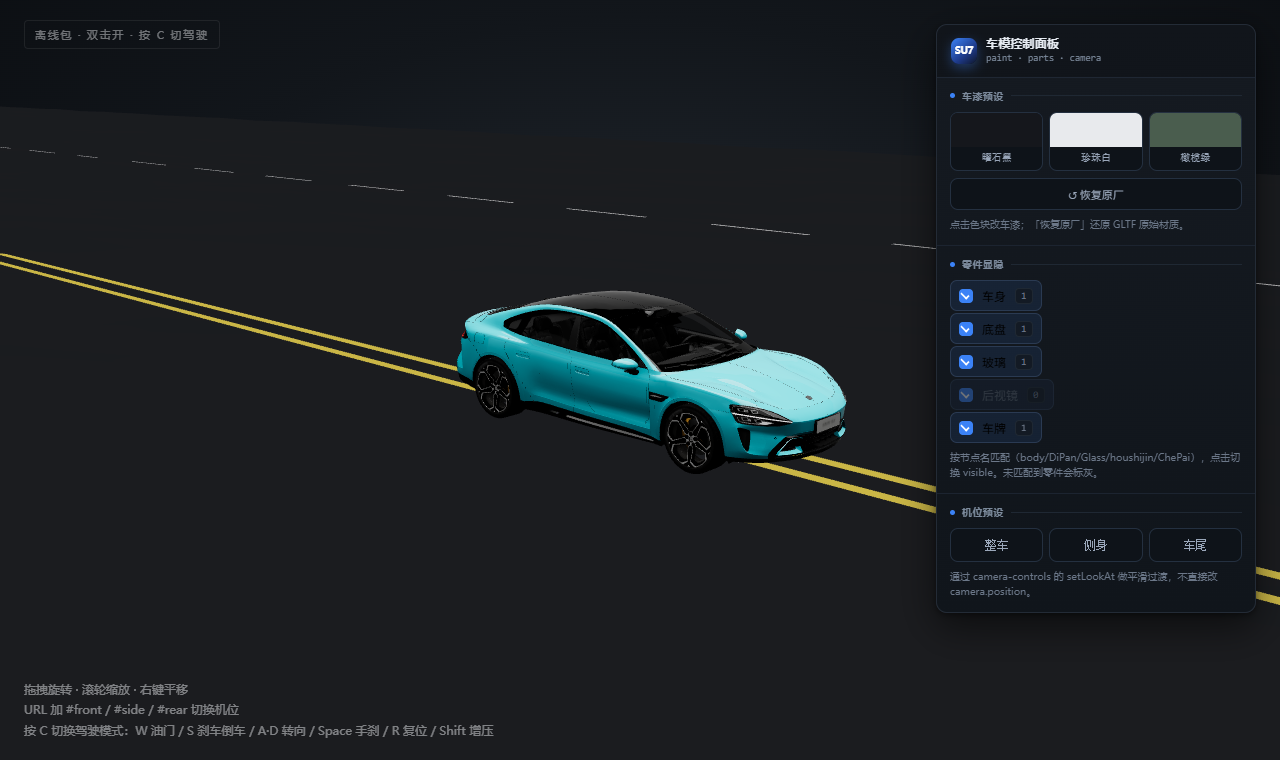 离线包 · 双击开 · 按 C 切驾驶
SU7
车模控制面板
paint · parts · camera
车漆预设
曜石黑
珍珠白
橄榄绿
↺ 恢复原厂
点击色块改车漆；「恢复原厂」还原 GLTF 原始材质。
零件显隐
车身 1
底盘 1
玻璃 1
后视镜 0
车牌 1
按节点名匹配（body/DiPan/Glass/houshijin/ChePai），点击切
换 visible。未匹配到零件会标灰。
机位预设
整车
侧身
车尾
通过 camera-controls 的 setLookAt 做平滑过渡，不直接改
camera.position。
拖拽旋转 · 滚轮缩放 · 右键平移
URL 加 #front / #side / #rear 切换机位
按 C 切换驾驶模式：W 油门 / S 刹车倒车 / A·D 转向 / Space 手刹 / R 复位 / Shift 增压